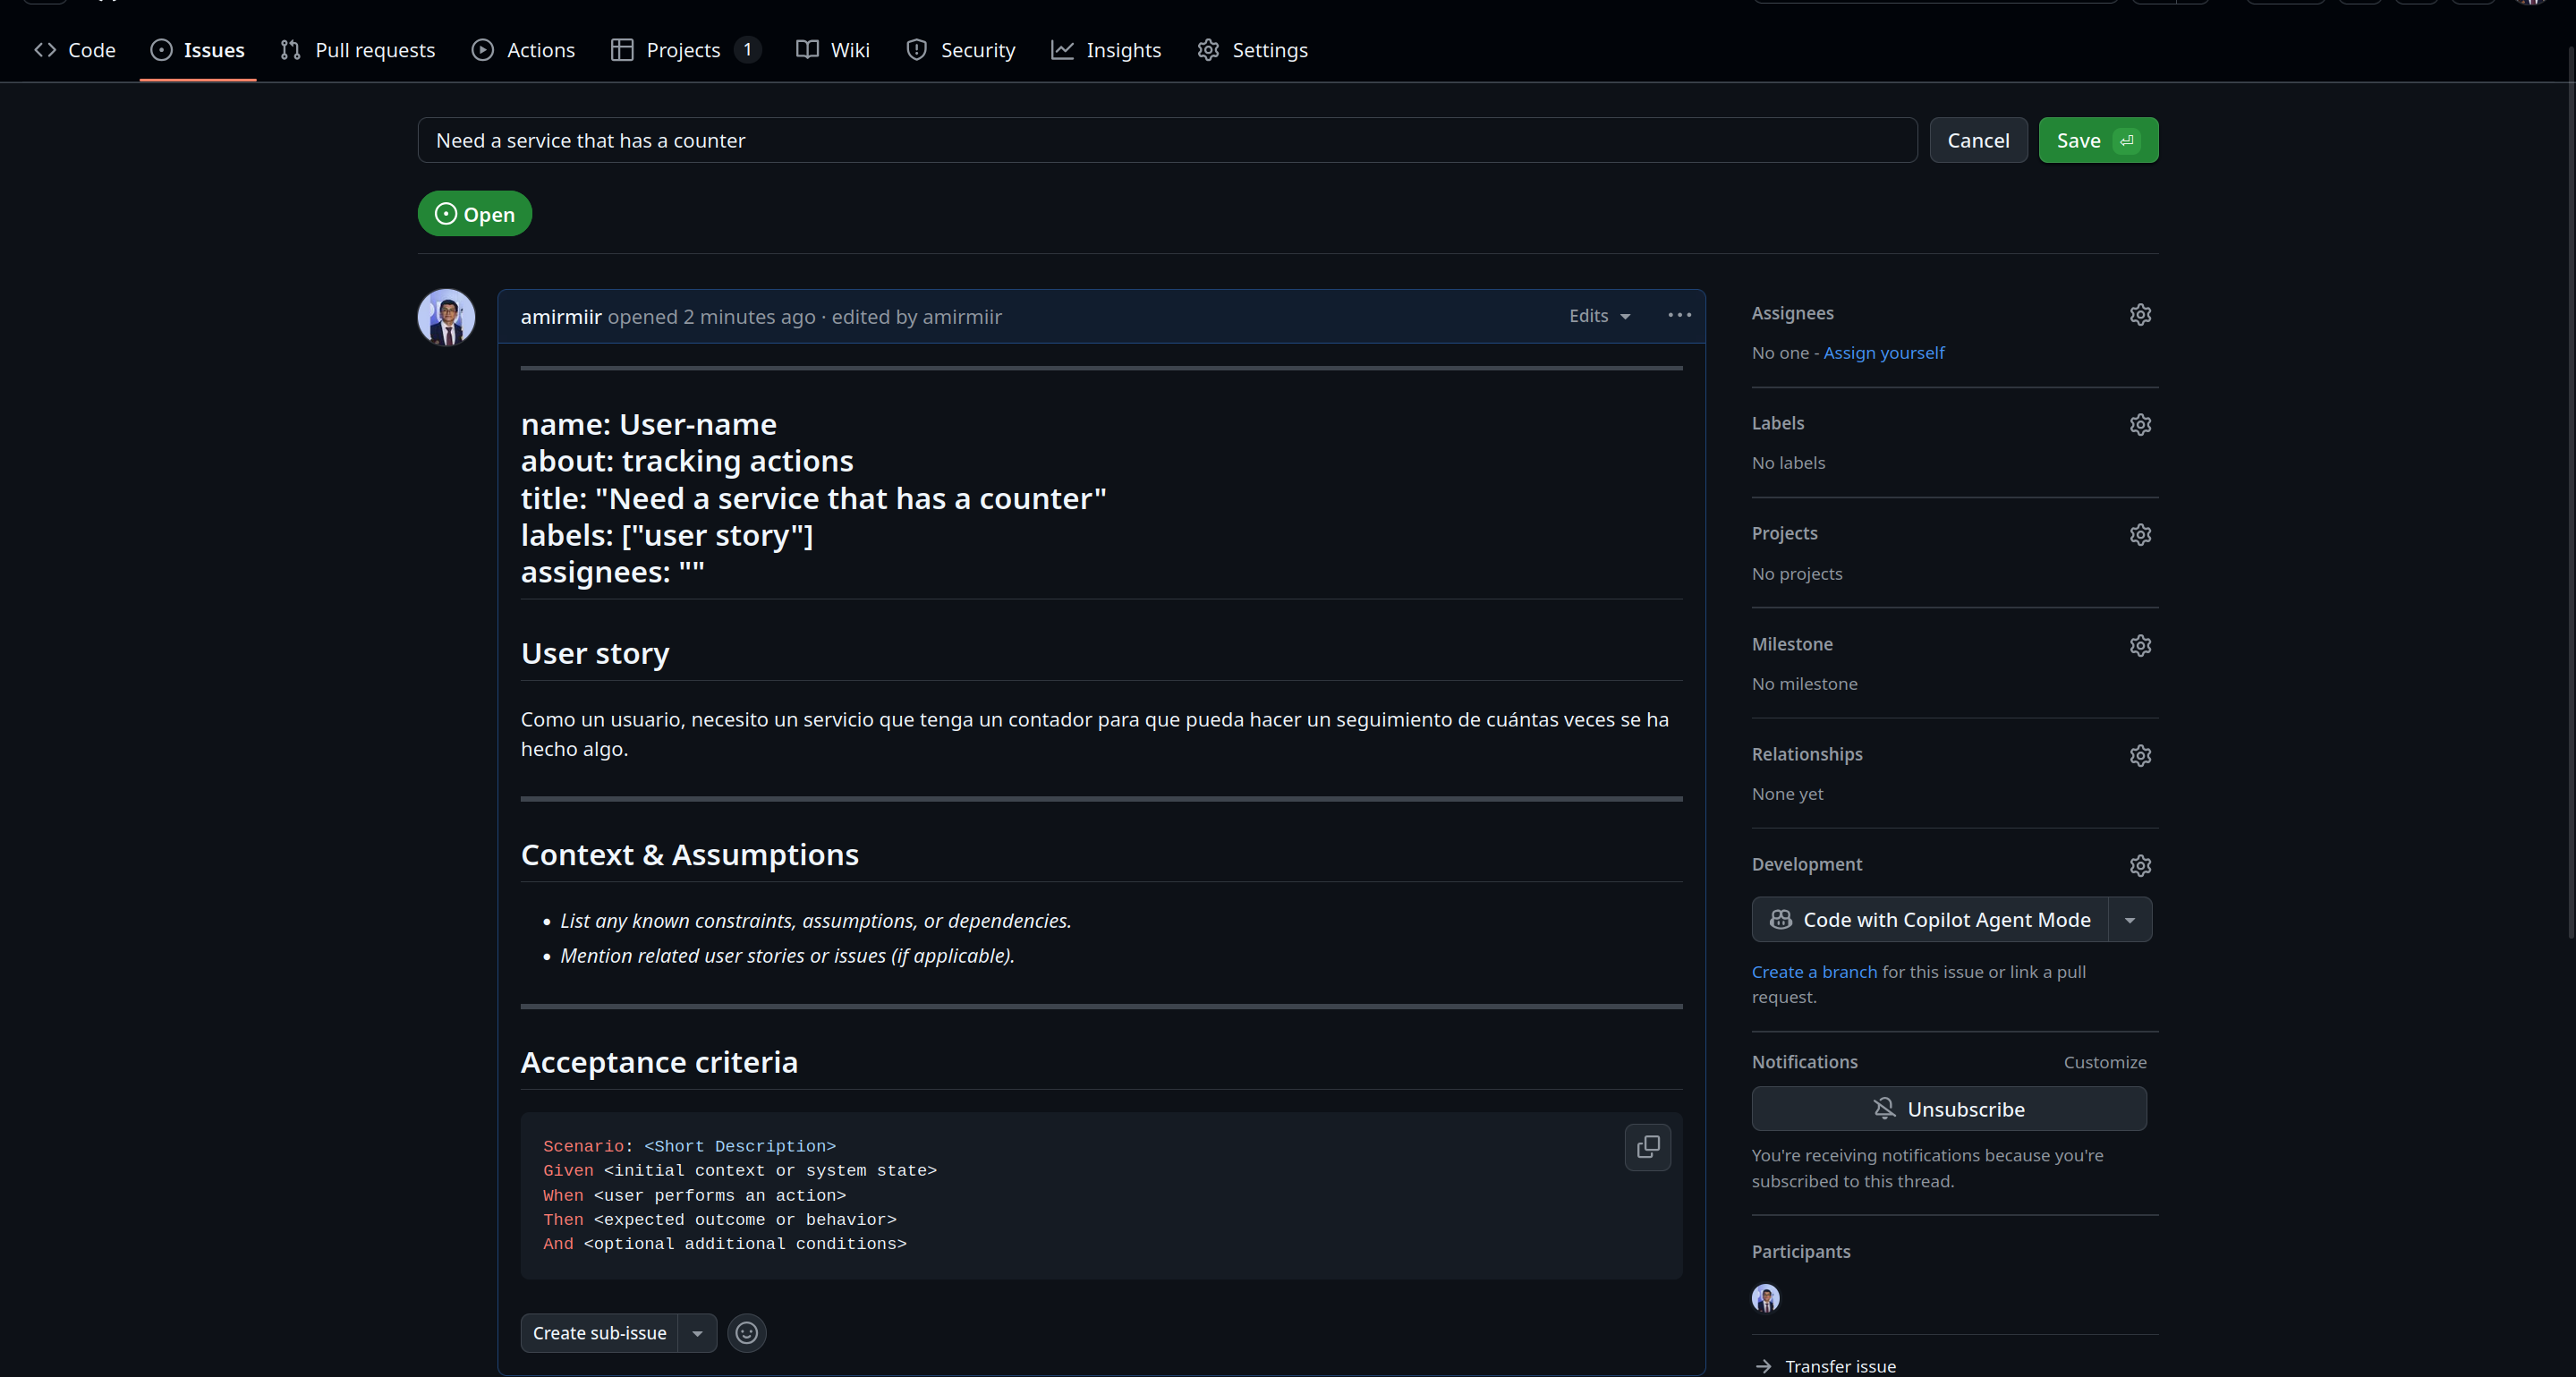 Code
Issues
Pull requests
Actions
Projects 1
Wiki
Security
Insights
Settings
Need a service that has a counter
Cancel
Save
Open
amirmiir opened 2 minutes ago · edited by amirmiir
Edits
name: User-name
about: tracking actions
title: "Need a service that has a counter"
labels: ["user story"]
assignees: ""
User story
Como un usuario, necesito un servicio que tenga un contador para que pueda hacer un seguimiento de cuántas veces se ha
hecho algo.
Context & Assumptions
• List any known constraints, assumptions, or dependencies.
• Mention related user stories or issues (if applicable).
Acceptance criteria
Scenario: <Short Description>
Given <initial context or system state>
When <user performs an action>
Then <expected outcome or behavior>
And <optional additional conditions>
Create sub-issue
Assignees
No one - Assign yourself
Labels
No labels
Projects
No projects
Milestone
No milestone
Relationships
None yet
Development
Code with Copilot Agent Mode
Create a branch for this issue or link a pull
request.
Notifications
Customize
Unsubscribe
You're receiving notifications because you're
subscribed to this thread.
Participants
Transfer issue